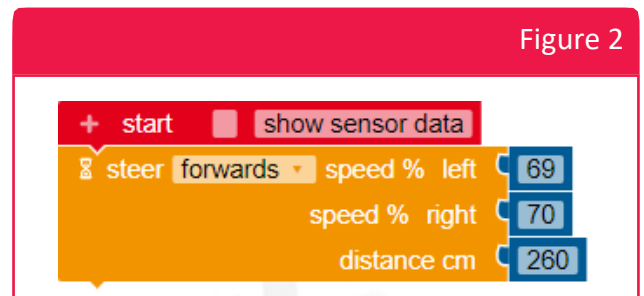 Figure 2
+ start show sensor data
steer forwards speed % left 69
speed % right 70
distance cm 260